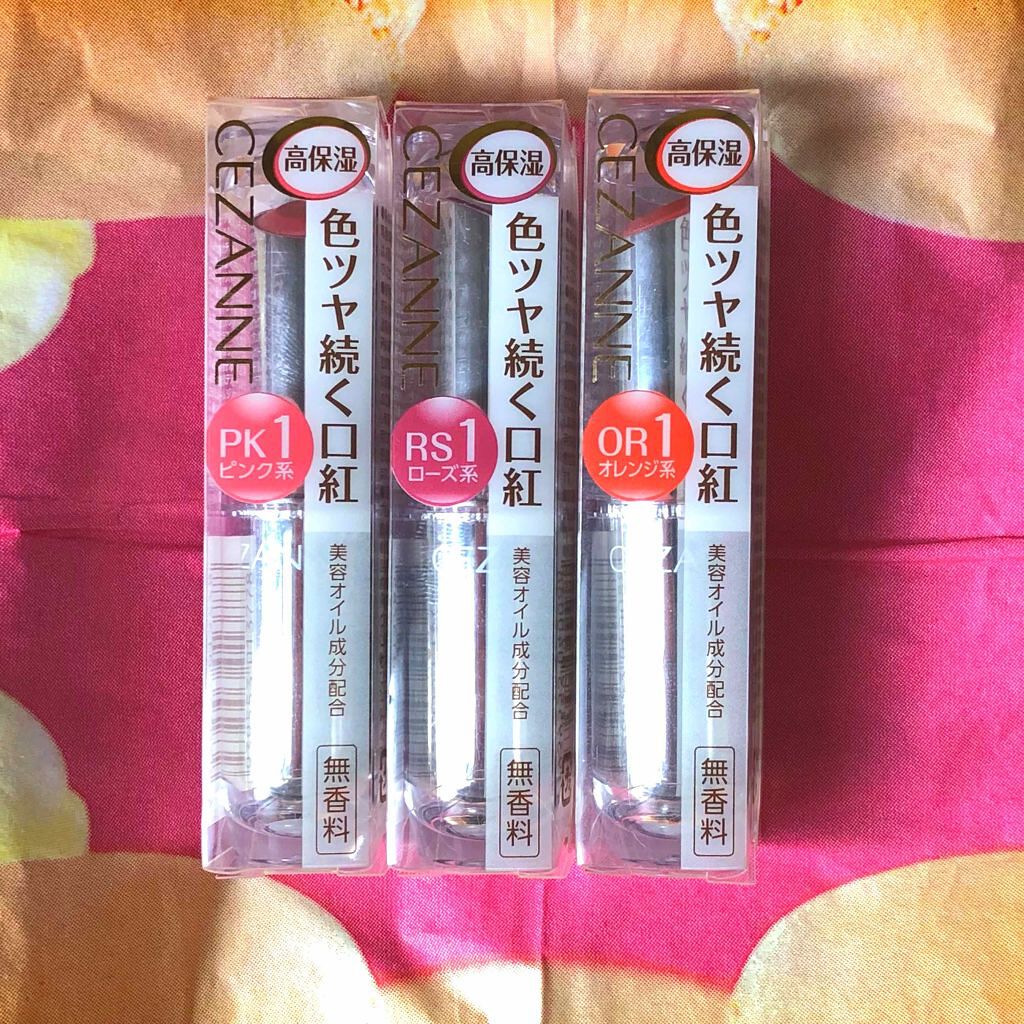 高保湿
CEZANNE
色ツヤ続く口紅
PK1
ピンク系
ZAN
美容オイル成分配合
無香料
高保湿
CEZANNE
色ツヤ続く口紅
RS1
ローズ系
CEZ
美容オイル成分配合
無香料
高保湿
CEZANNE
色ツヤ続く口紅
OR1
オレンジ系
CEZA
美容オイル成分配合
無香料